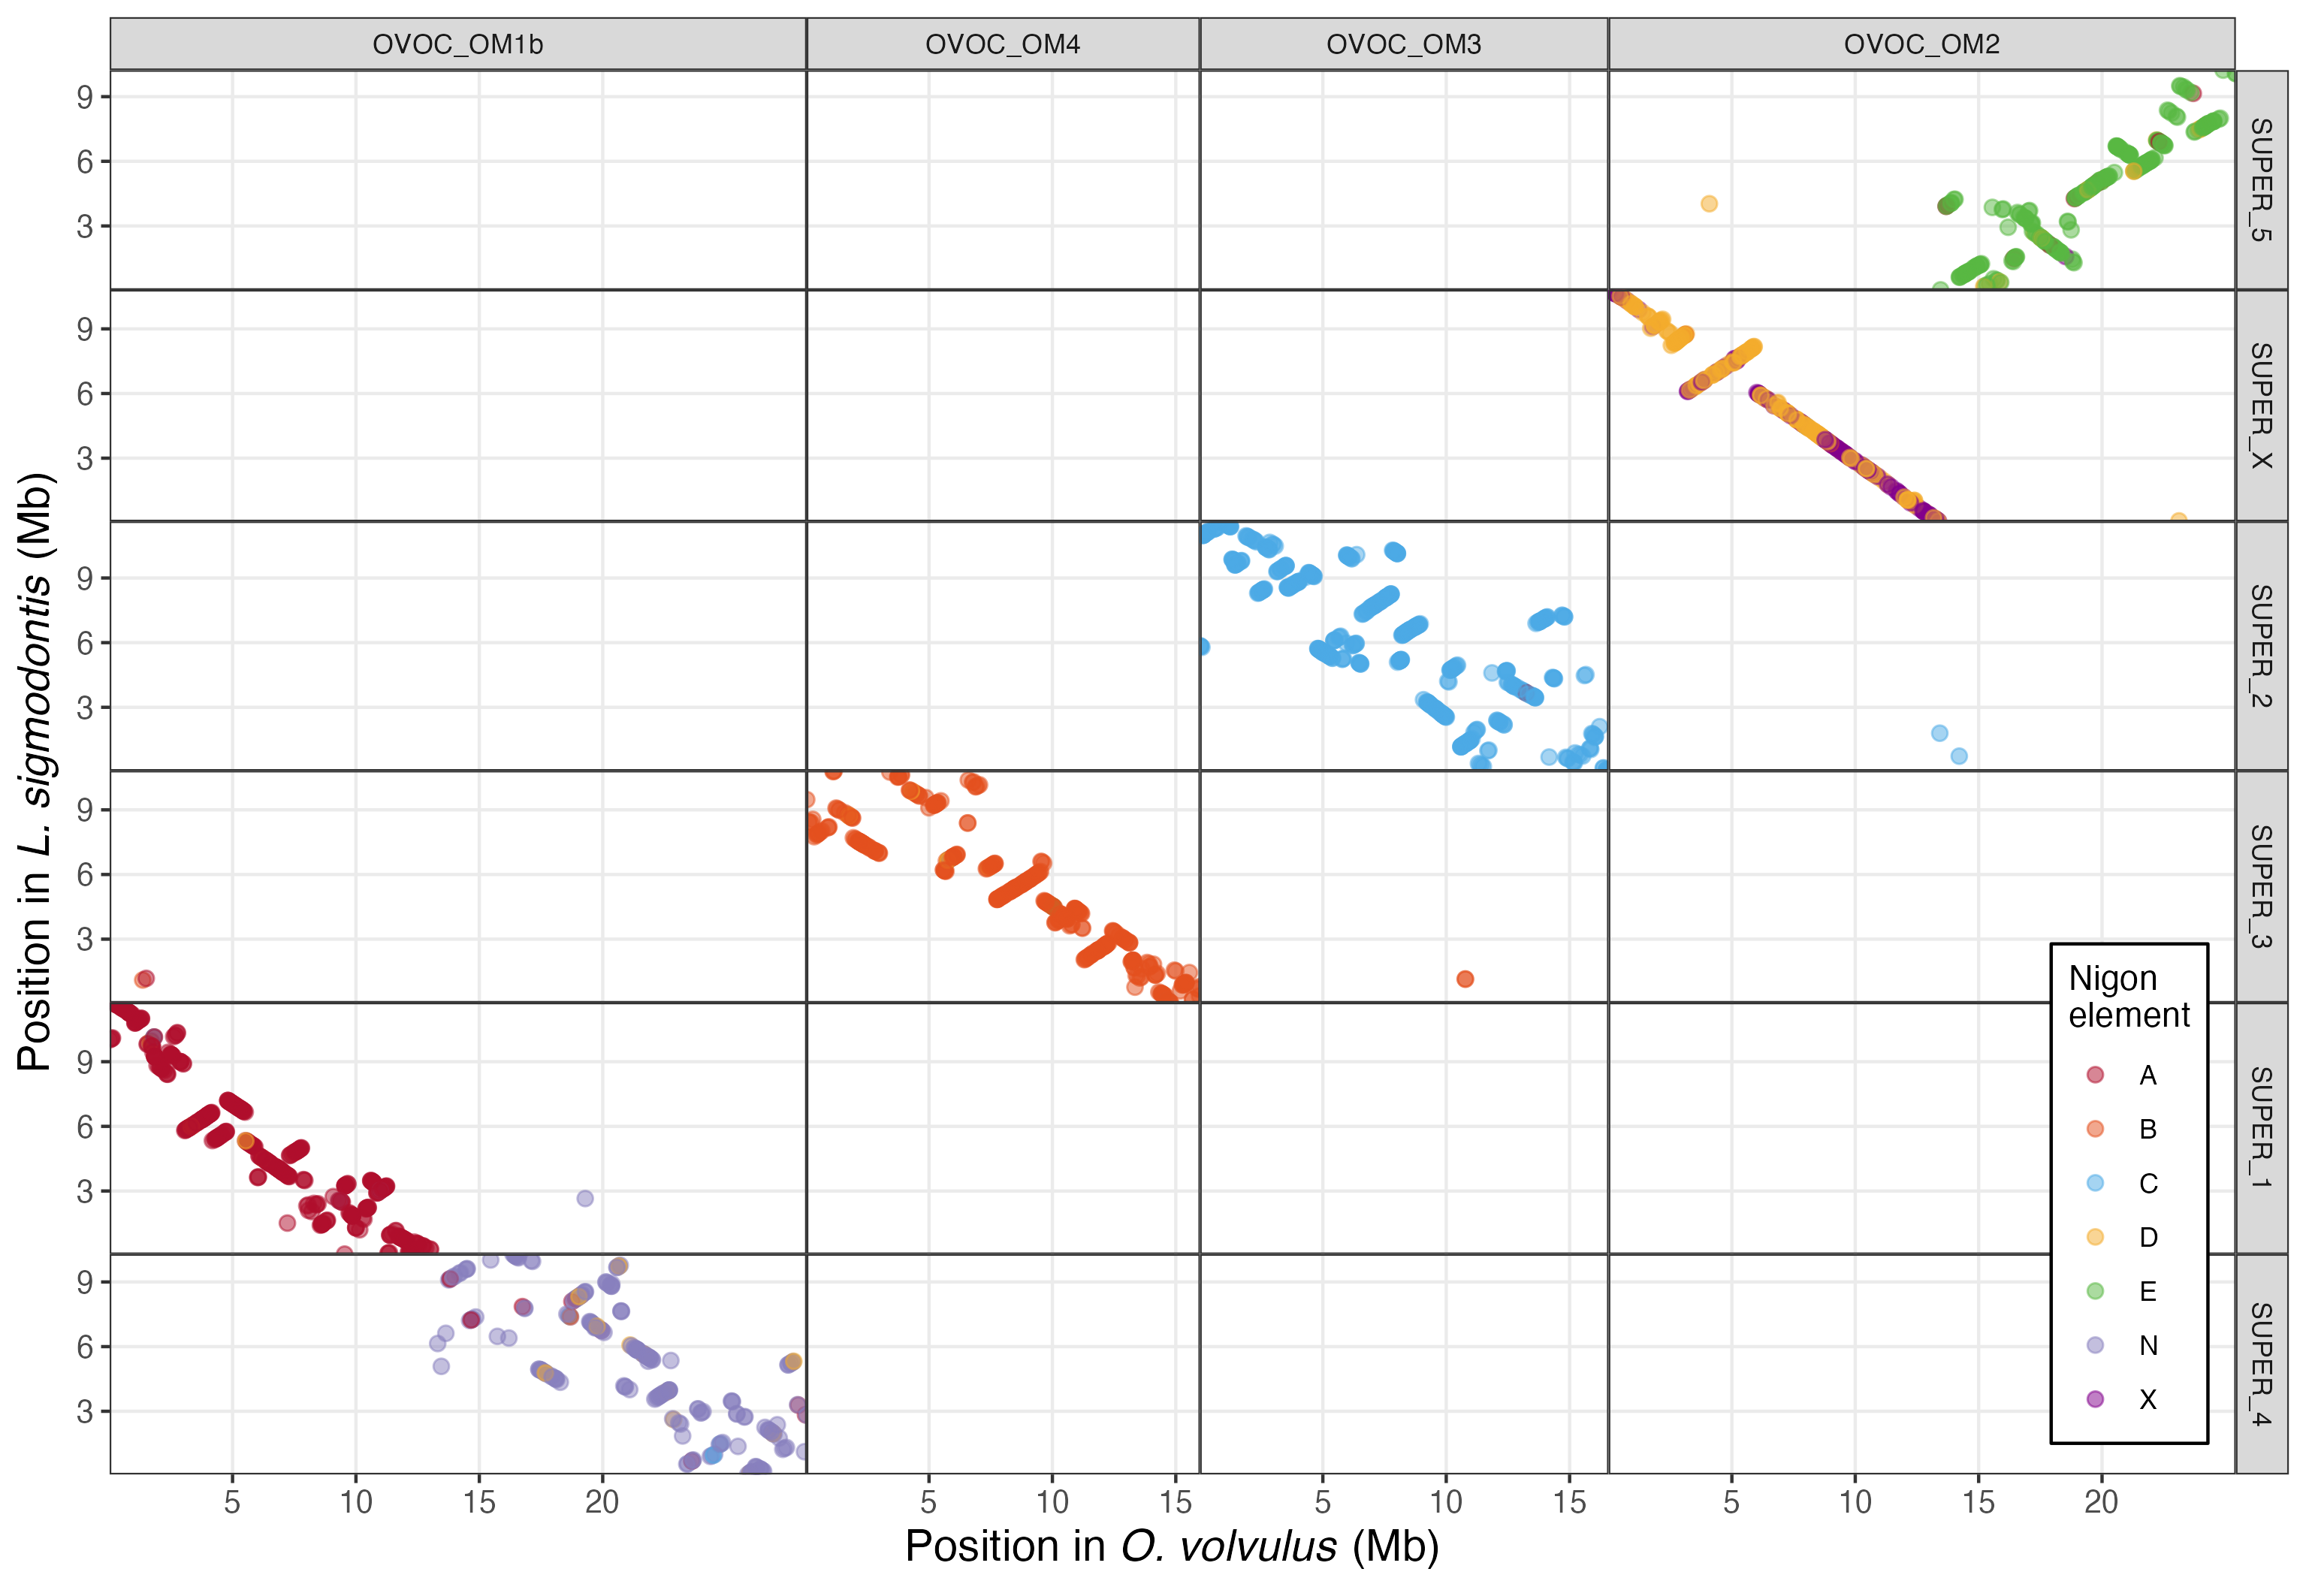 OVOC_OM1b OVOC_OM4 OVOC_OM3 OVOC_OM2
9
6
3
SUPER_5
9
6
3
SUPER_X
9
6
3
SUPER_2
9
6
3
SUPER_3
9
6
3
SUPER_1
9
6
3
SUPER_4
Position in L. sigmodontis (Mb)
Nigon
element
A
B
C
D
E
N
X
5 10 15 20 5 10 15 5 10 15 5 10 15 20
Position in O. volvulus (Mb)